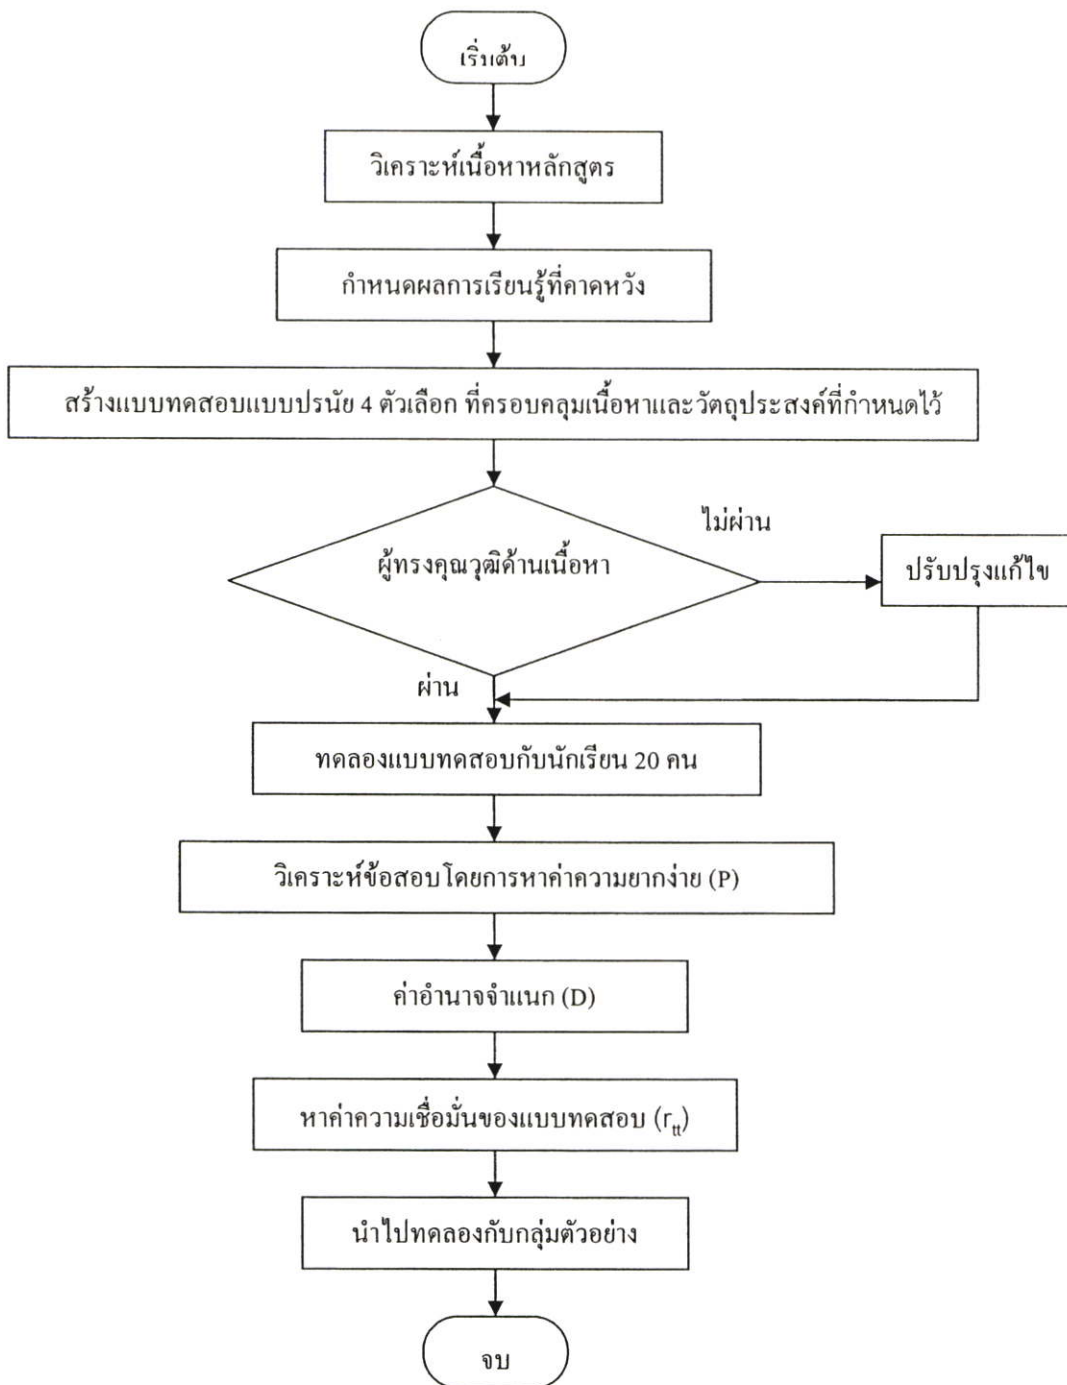 เริ่มต้น
วิเคราะห์เนื้อหาหลักสูตร
กำหนดผลการเรียนรู้ที่คาดหวัง
สร้างแบบทดสอบแบบปรนัย 4 ตัวเลือก ที่ครอบคลุมเนื้อหาและวัตถุประสงค์ที่กำหนดไว้
ไม่ผ่าน
ผู้ทรงคุณวุฒิด้านเนื้อหา
ปรับปรุงแก้ไข
ผ่าน
ทดลองแบบทดสอบกับนักเรียน 20 คน
วิเคราะห์ข้อสอบโดยการหาค่าความยากง่าย (P)
ค่าอำนาจจำแนก (D)
หาค่าความเชื่อมั่นของแบบทดสอบ (r_tt)
นำไปทดลองกับกลุ่มตัวอย่าง
จบ